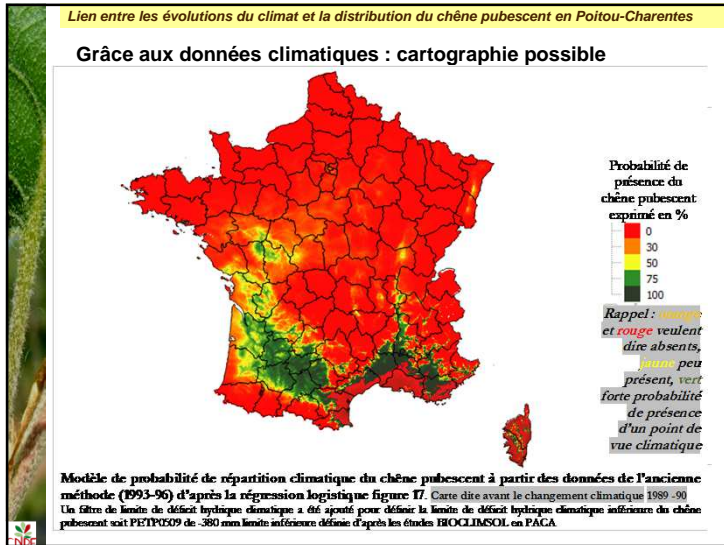 Lien entre les évolutions du climat et la distribution du chêne pubescent en Poitou-Charentes
Grâce aux données climatiques : cartographie possible
Probabilité de
présence du
chêne pubescent
exprimé en %
0
30
50
75
100
Rappel : orange
et rouge veulent
dire absents,
jaune peu
présent, vert
forte probabilité
de présence
d'un point de
vue climatique
Modèle de probabilité de répartition climatique du chêne pubescent à partir des données de l'ancienne
méthode (1993-96) d'après la régression logistique figure 17. Carte dite avant le changement climatique 1989 -90
Un filtre de limite de déficit hydrique climatique a été ajouté pour définir la limite de déficit hydrique climatique inférieure du chêne
pubescent soit PETP0509 de -380 mm limite inférieure définie d'après les études BIOCLIMSOL en PACA